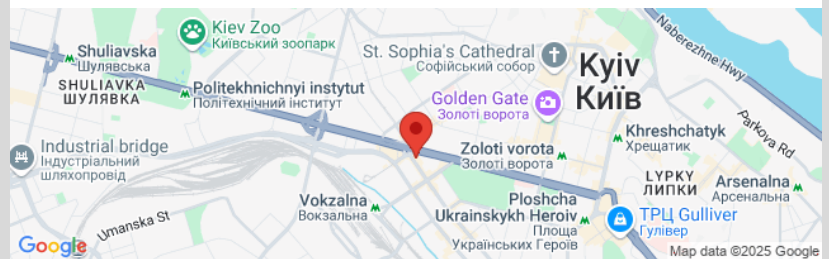 Kiev Zoo
Київський зоопарк
Shuliavska
Шулявська
SHULIAVKA
ШУЛЯВКА
Politekhnichnyi instytut
Політехнічний інститут
St. Sophia's Cathedral
Софійський собор
Kyiv
Київ
Naberezhne Hwy
Golden Gate
Золоті ворота
Parkova Rd
Khreshchatyk
Хрещатик
Industrial bridge
Індустріальний
шляхопровід
Zoloti vorota
Золоті ворота
LYPKY
ЛИПКИ
Arsenalna
Арсенальна
Vokzalna
Вокзальна
Ploshcha
Ukrainskykh Heroiv
Площа
Українських Героїв
ТРЦ Gulliver
Гулівер
Umanska St
Google
Map data ©2025 Google